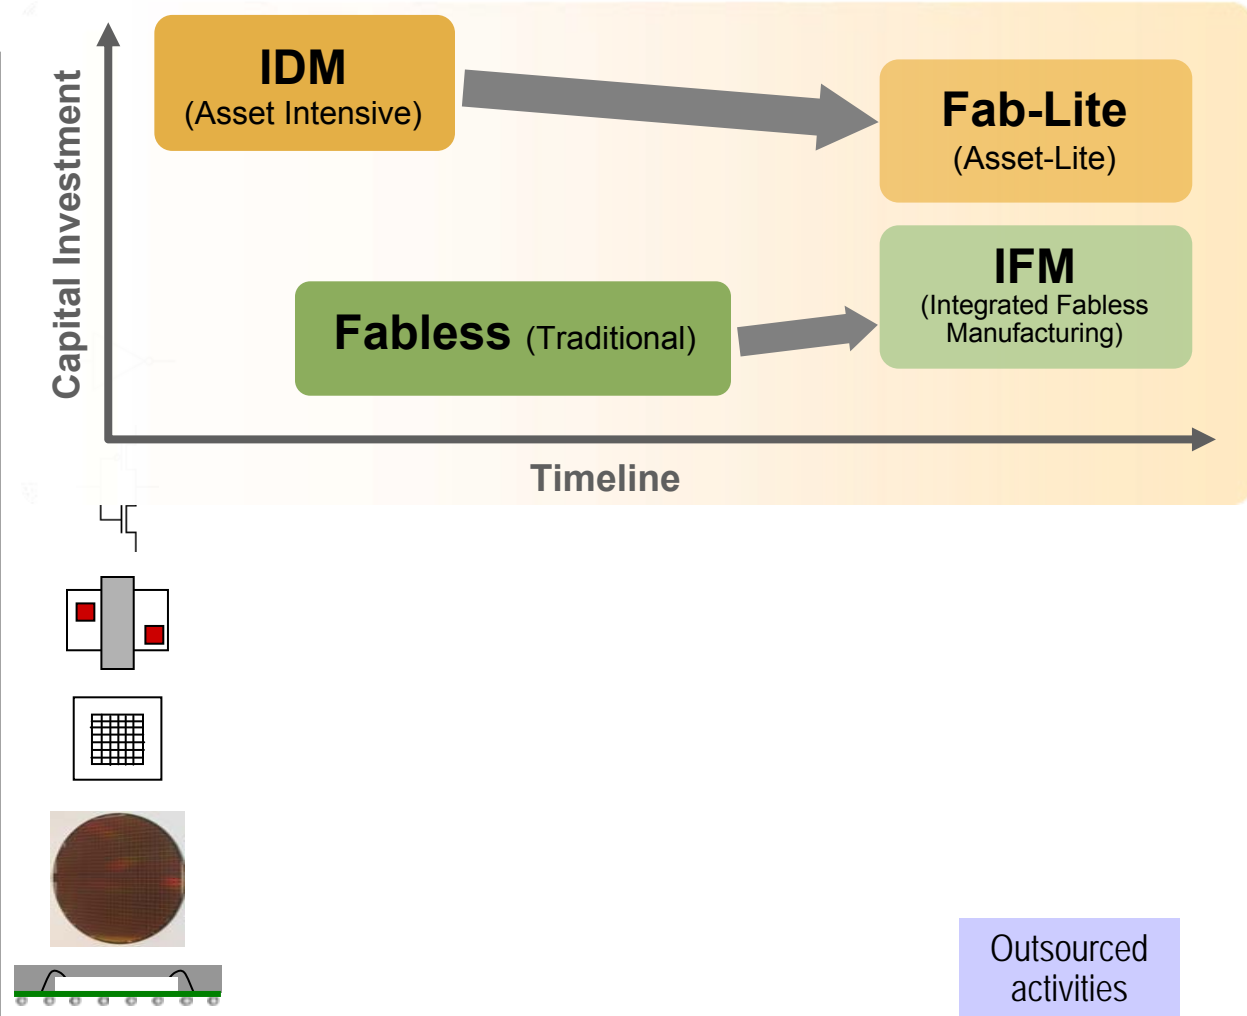 IDM
(Asset Intensive)
Fab-Lite
(Asset-Lite)
Capital Investment
IFM
(Integrated Fabless
Manufacturing)
Fabless (Traditional)
Timeline
Outsourced
activities